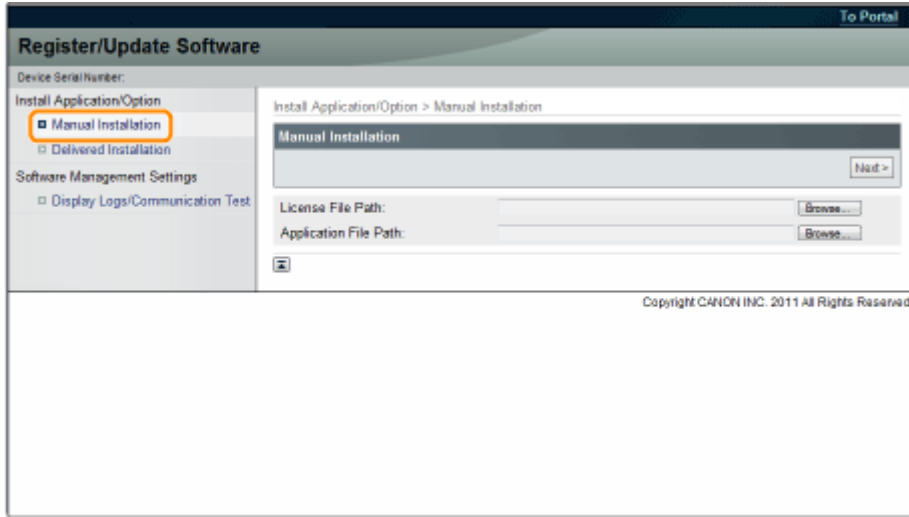 To Portal
Register/Update Software
Device Serial Number:
Install Application/Option
Manual Installation
Delivered Installation
Software Management Settings
Display Logs/Communication Test
Install Application/Option > Manual Installation
Manual Installation
Next >
License File Path:
Browse...
Application File Path:
Browse...
Copyright CANON INC. 2011 All Rights Reserved